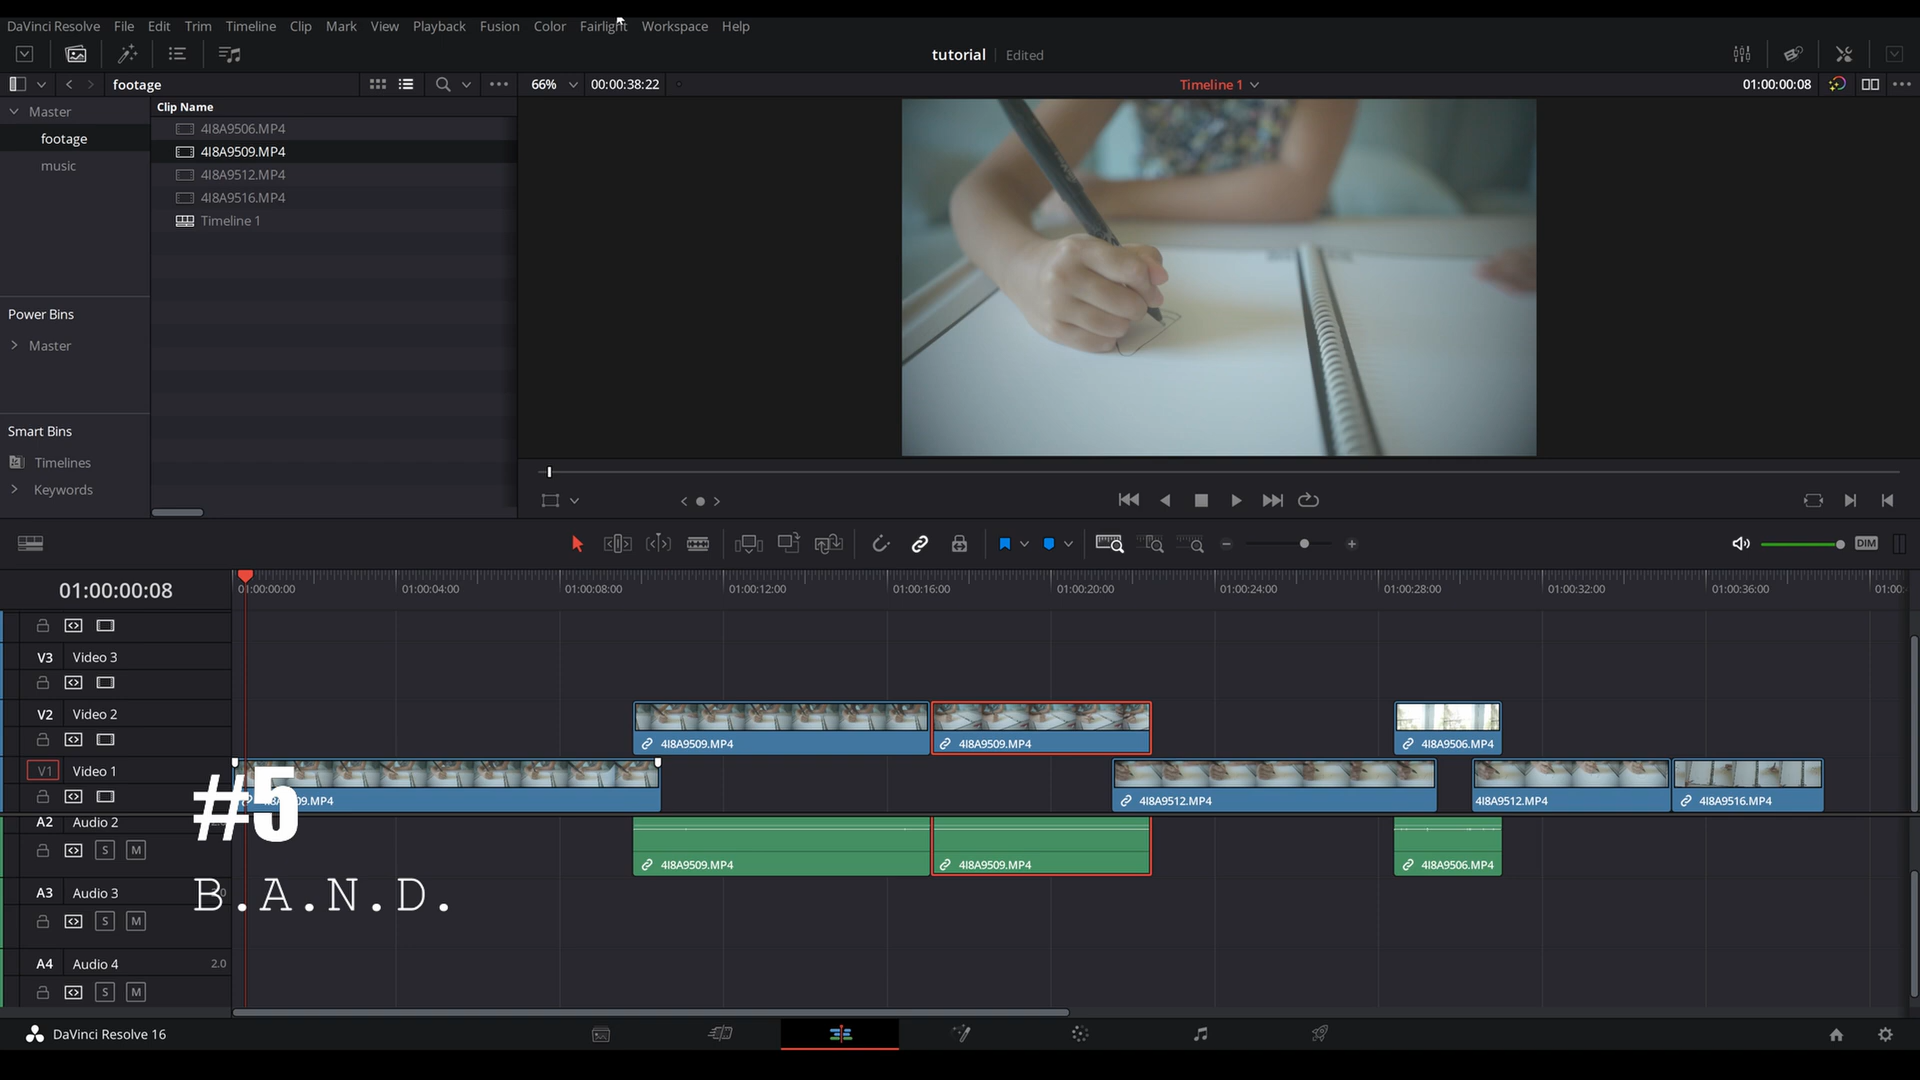 DaVinci Resolve File Edit Trim Timeline Clip Mark View Playback Fusion Color Fairlight Workspace Help
tutorial Edited
footage 66% 00:00:38:22 Timeline 1 01:00:00:08
Master
footage
music
Clip Name
4I8A9506.MP4
4I8A9509.MP4
4I8A9512.MP4
4I8A9516.MP4
Timeline 1
Power Bins
Master
Smart Bins
Timelines
Keywords
DIM
01:00:00:08
01:00:00:00 01:00:04:00 01:00:08:00 01:00:12:00 01:00:16:00 01:00:20:00 01:00:24:00 01:00:28:00 01:00:32:00 01:00:36:00 01:00:
V3 Video 3
V2 Video 2
4I8A9509.MP4 4I8A9509.MP4 4I8A9506.MP4
V1 Video 1
09.MP4 4I8A9512.MP4 4I8A9512.MP4 4I8A9516.MP4
#5
A2 Audio 2
S M
4I8A9509.MP4 4I8A9509.MP4 4I8A9506.MP4
A3 Audio 3
B.A.N.D.
S M
A4 Audio 4 2.0
S M
DaVinci Resolve 16